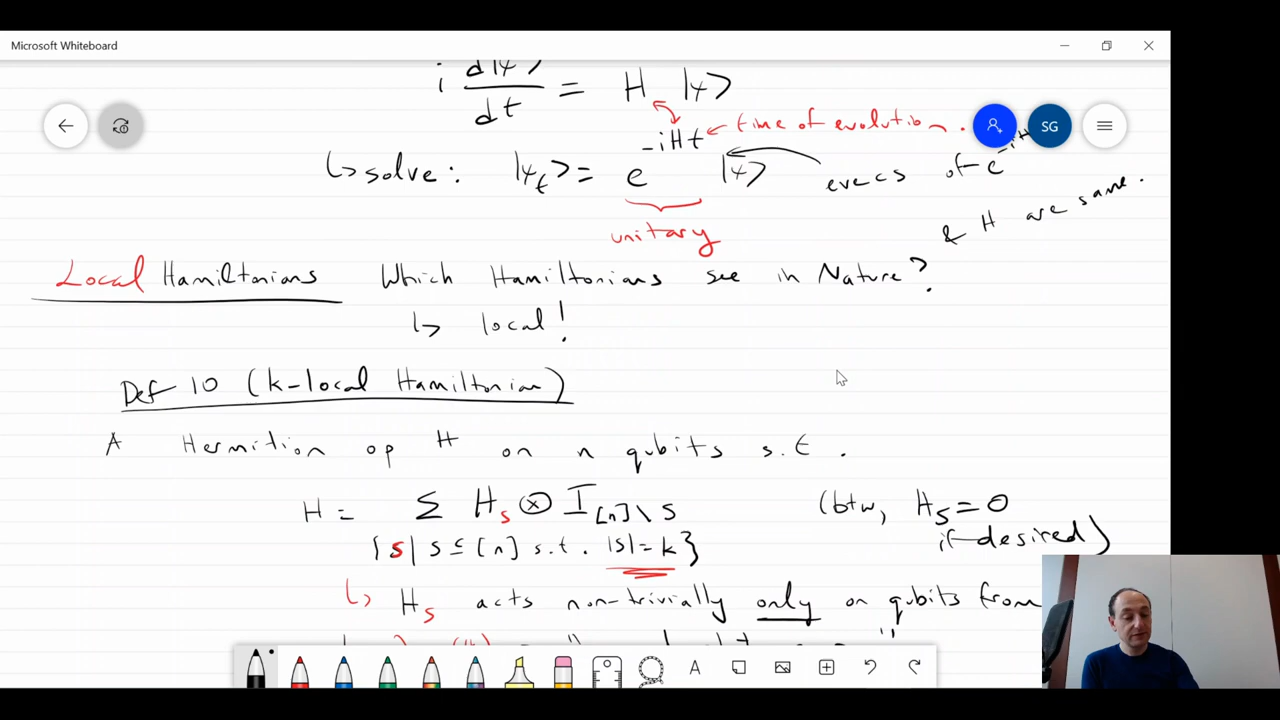 Microsoft Whiteboard
i d|ψ>/dt = H |ψ>
SG
-iHt ← time of evolution.
↳ solve: |ψ_t> = e^{-iHt} |ψ> evecs of e^{-iH
& H are same.
unitary
Local Hamiltonians Which Hamiltonians see in Nature?
↳ local!
Def 10 (k-local Hamiltonian)
A Hermitian op H on n qubits s.t.
H = Σ H_S ⊗ I_{[n]\S} (btw, H_S = 0
{S | S ⊆ [n] s.t. |S| = k} if desired)
↳ H_S acts non-trivially only on qubits from
A